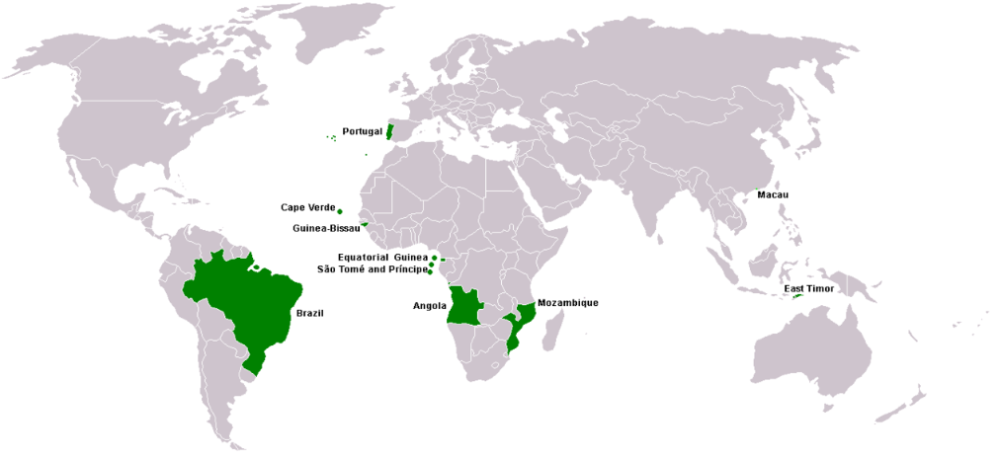 Portugal
Macau
Cape Verde
Guinea-Bissau
Equatorial Guinea
São Tomé and Príncipe
East Timor
Angola
Mozambique
Brazil